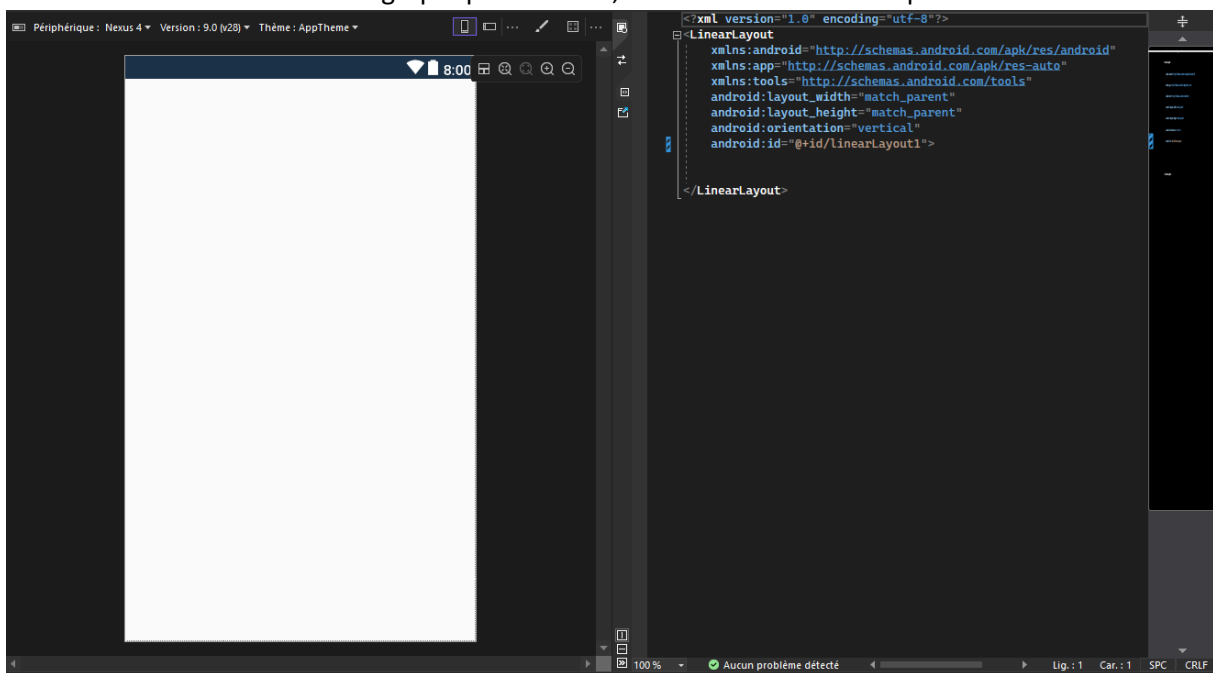 Périphérique : Nexus 4 Version : 9.0 (v28) Thème : AppTheme
8:00
<?xml version="1.0" encoding="utf-8"?>
<LinearLayout
xmlns:android="http://schemas.android.com/apk/res/android"
xmlns:app="http://schemas.android.com/apk/res-auto"
xmlns:tools="http://schemas.android.com/tools"
android:layout_width="match_parent"
android:layout_height="match_parent"
android:orientation="vertical"
android:id="@+id/linearLayout1">
</LinearLayout>
100 % Aucun problème détecté Lig. : 1 Car. : 1 SPC CRLF